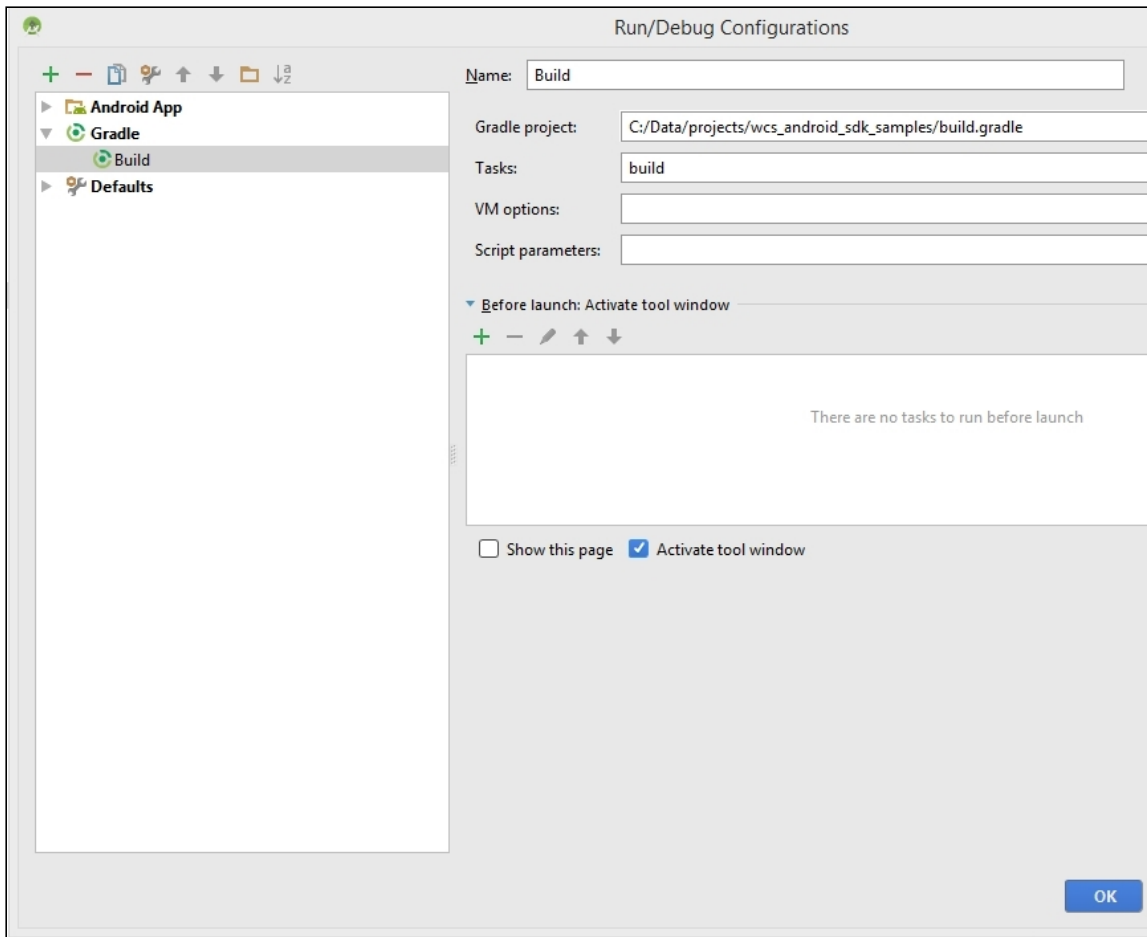 Run/Debug Configurations
Name: Build
Android App
Gradle
Build
Defaults
Gradle project: C:/Data/projects/wcs_android_sdk_samples/build.gradle
Tasks: build
VM options:
Script parameters:
Before launch: Activate tool window
There are no tasks to run before launch
Show this page Activate tool window
OK